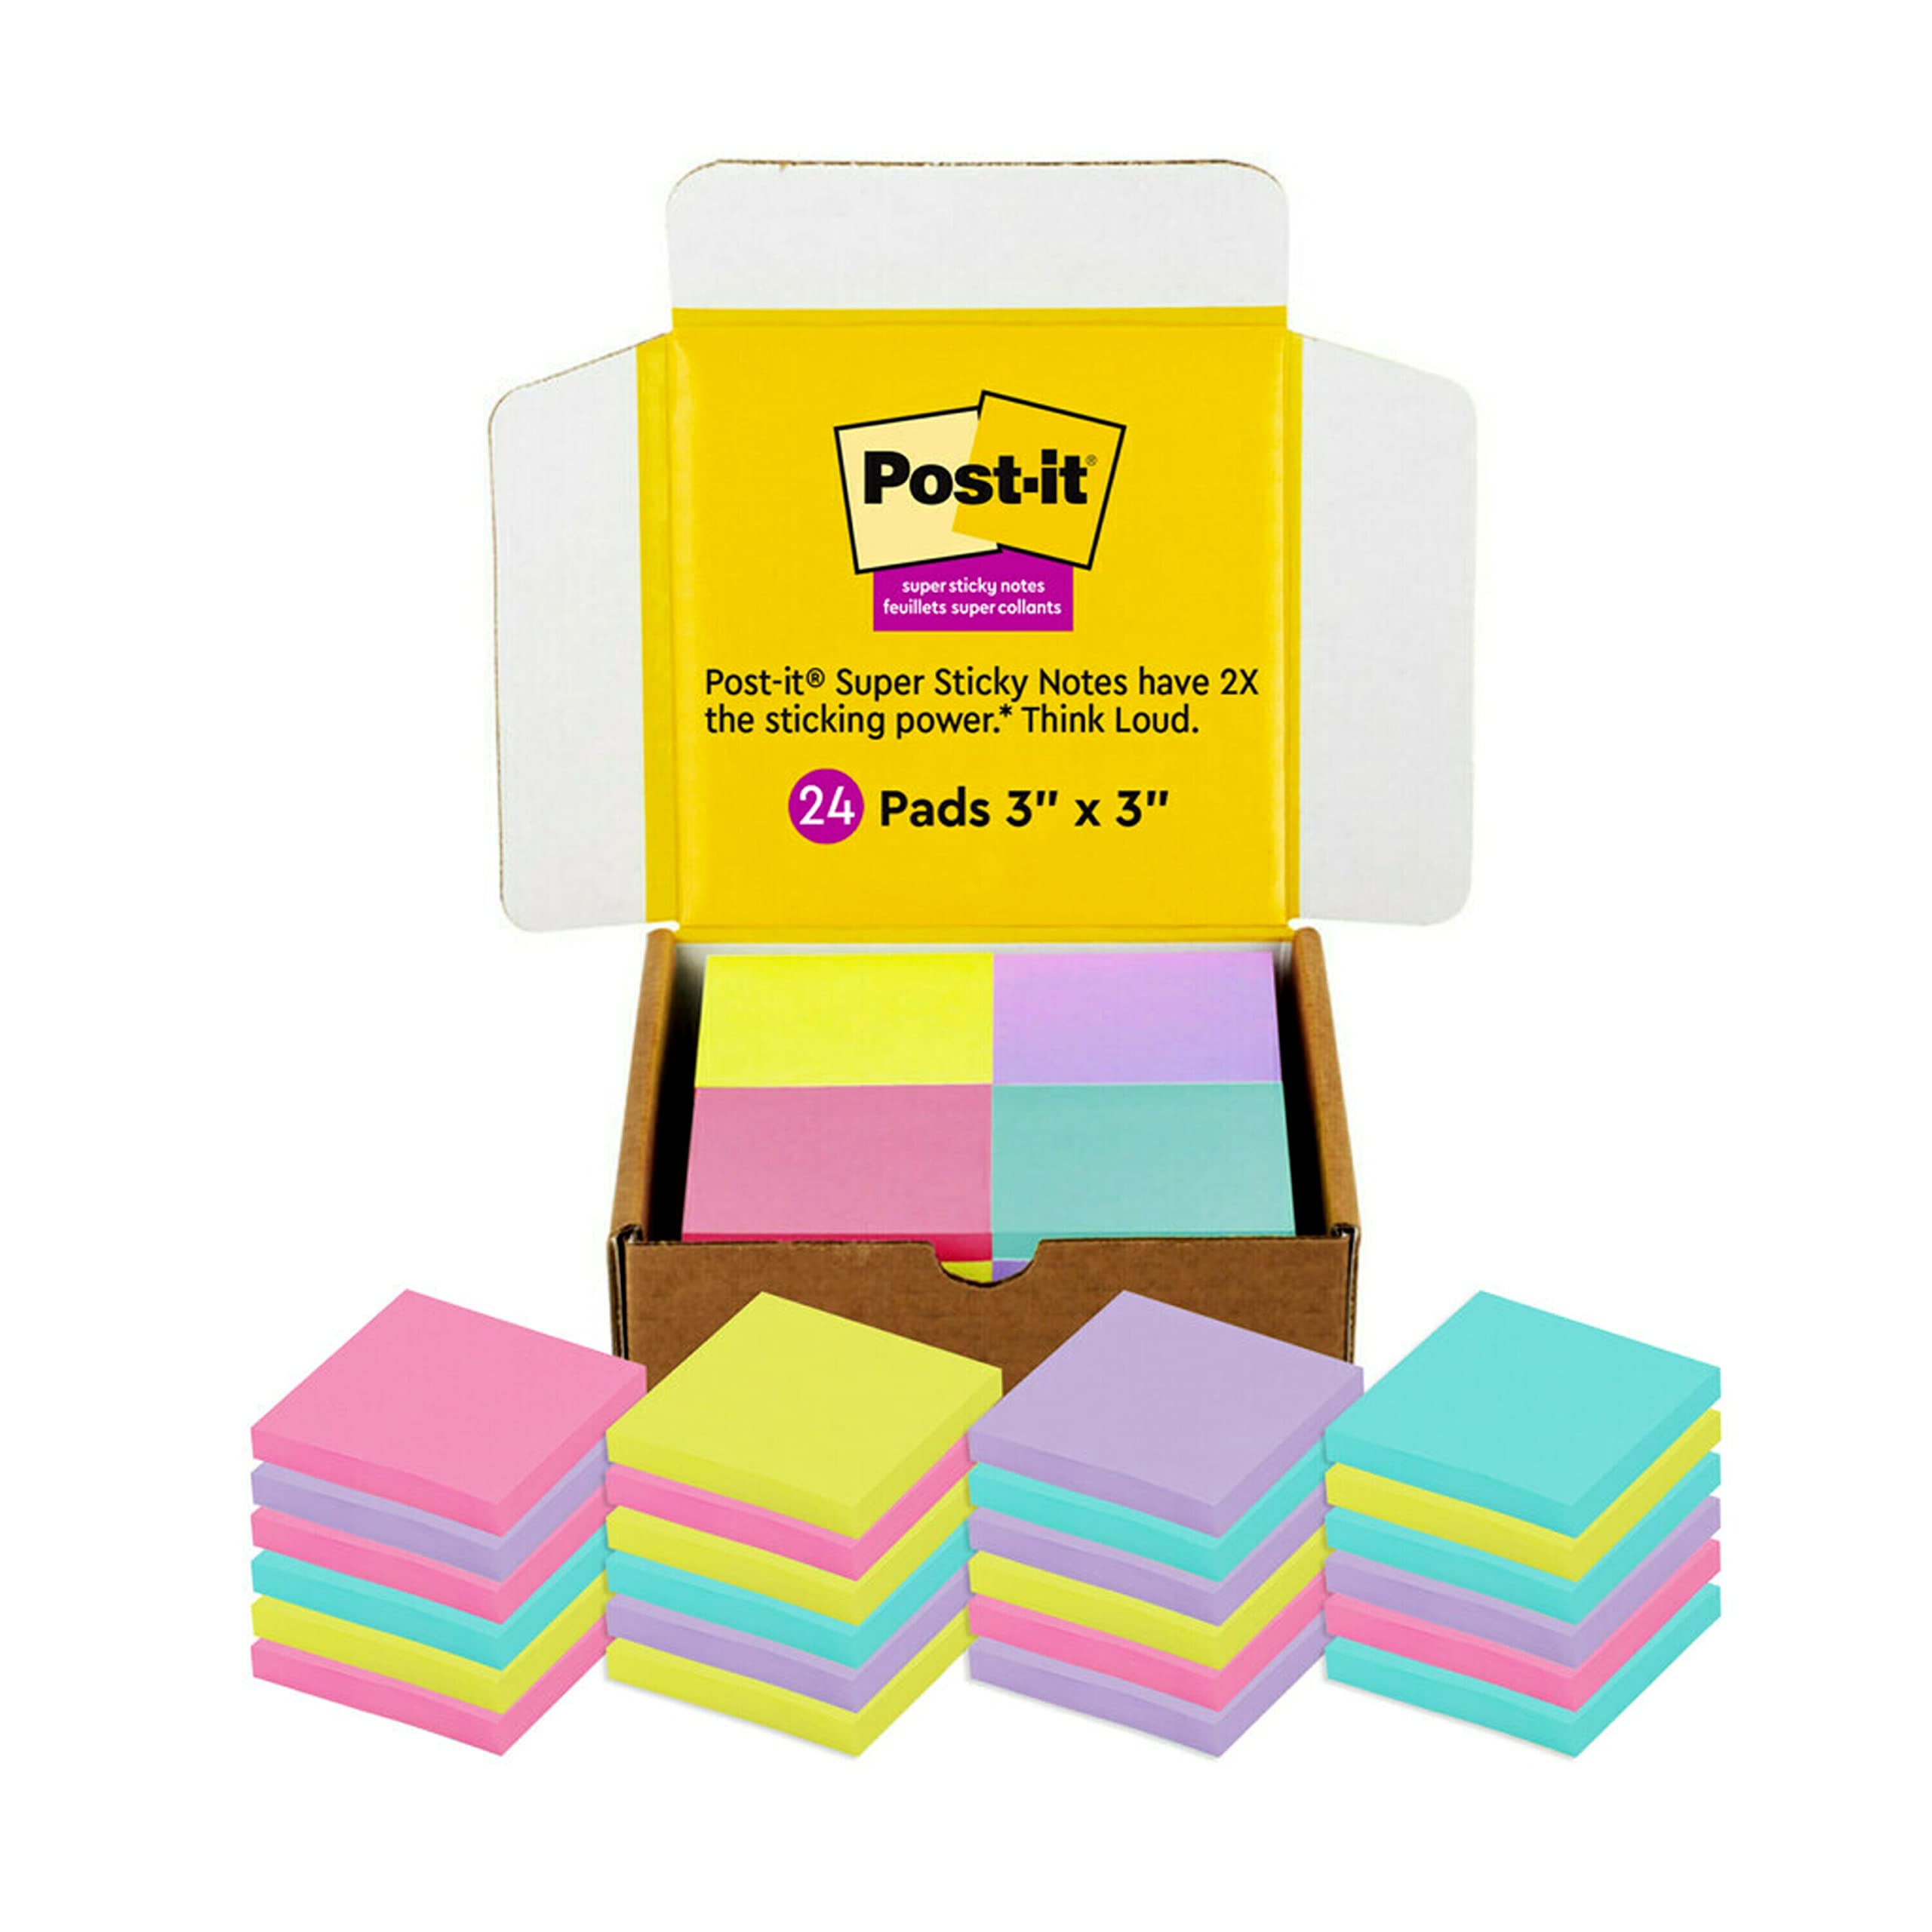 Post-it®
super sticky notes
feuillets super collants
Post-it® Super Sticky Notes have 2X
the sticking power.* Think Loud.
24 Pads 3" x 3"